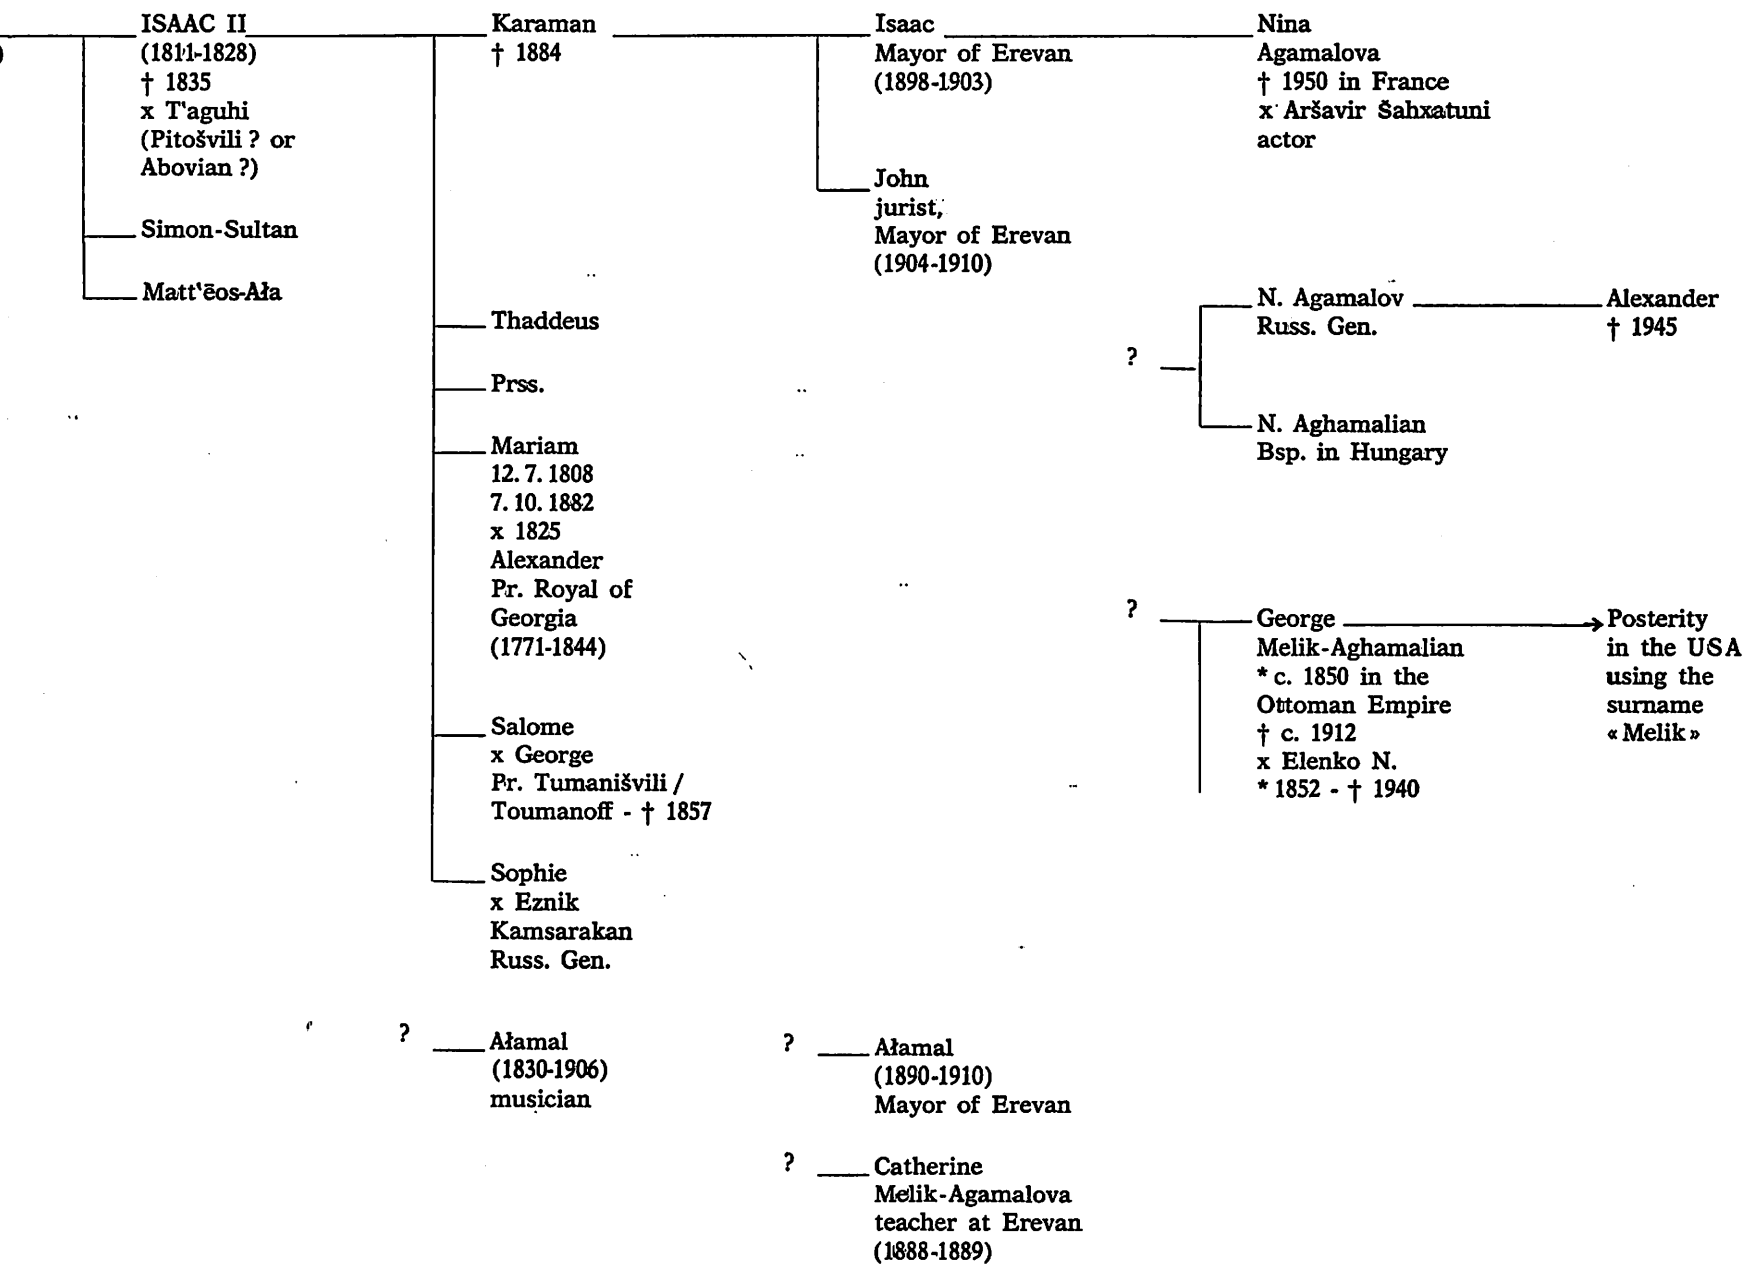 )
ISAAC II
(1811-1828)
† 1835
x T'aguhi
(Pitošvili ? or
Abovian ?)
Simon-Sultan
Matt'ēos-Ała
Karaman
† 1884
Thaddeus
Prss.
Mariam
12. 7. 1808
7. 10. 1882
x 1825
Alexander
Pr. Royal of
Georgia
(1771-1844)
Salome
x George
Pr. Tumanišvili /
Toumanoff - † 1857
Sophie
x Eznik
Kamsarakan
Russ. Gen.
?
Ałamal
(1830-1906)
musician
Isaac
Mayor of Erevan
(1898-1903)
John
jurist,
Mayor of Erevan
(1904-1910)
?
Ałamal
(1890-1910)
Mayor of Erevan
?
Catherine
Melik-Agamalova
teacher at Erevan
(1888-1889)
Nina
Agamalova
† 1950 in France
x Aršavir Šahxatuni
actor
?
N. Agamalov
Russ. Gen.
N. Aghamalian
Bsp. in Hungary
Alexander
† 1945
?
George
Melik-Aghamalian
* c. 1850 in the
Ottoman Empire
† c. 1912
x Elenko N.
* 1852 - † 1940
Posterity
in the USA
using the
surname
«Melik»